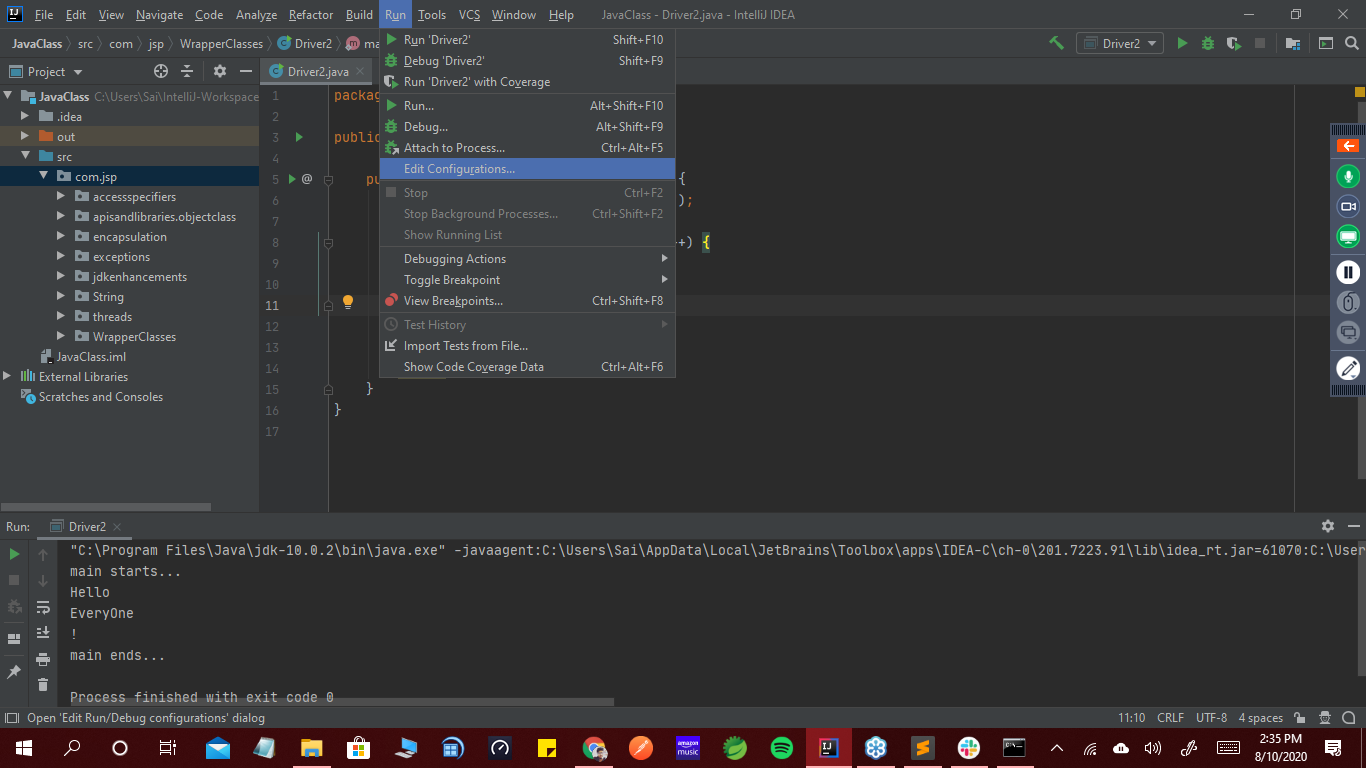 File Edit View Navigate Code Analyze Refactor Build Run Tools VCS Window Help JavaClass - Driver2.java - IntelliJ IDEA
JavaClass src com jsp WrapperClasses Driver2 ma
Driver2
Project
Driver2.java
JavaClass C:\Users\Sai\IntelliJ-Workspace
.idea
out
src
com.jsp
accessspecifiers
apisandlibraries.objectclass
encapsulation
exceptions
jdkenhancements
String
threads
WrapperClasses
JavaClass.iml
External Libraries
Scratches and Consoles
Run 'Driver2' Shift+F10
Debug 'Driver2' Shift+F9
Run 'Driver2' with Coverage
Run... Alt+Shift+F10
Debug... Alt+Shift+F9
Attach to Process... Ctrl+Alt+F5
Edit Configurations...
Stop Ctrl+F2
Stop Background Processes... Ctrl+Shift+F2
Show Running List
Debugging Actions
Toggle Breakpoint
View Breakpoints... Ctrl+Shift+F8
Test History
Import Tests from File...
Show Code Coverage Data Ctrl+Alt+F6
1 packag
2
3 public
4
5 @ pu {
6 );
7
8 +) {
9
10
11
12
13
14
15 }
16 }
17
Run: Driver2
"C:\Program Files\Java\jdk-10.0.2\bin\java.exe" -javaagent:C:\Users\Sai\AppData\Local\JetBrains\Toolbox\apps\IDEA-C\ch-0\201.7223.91\lib\idea_rt.jar=61070:C:\User
main starts...
Hello
EveryOne
!
main ends...
Process finished with exit code 0
Open 'Edit Run/Debug configurations' dialog 11:10 CRLF UTF-8 4 spaces
amazon music
2:35 PM
8/10/2020